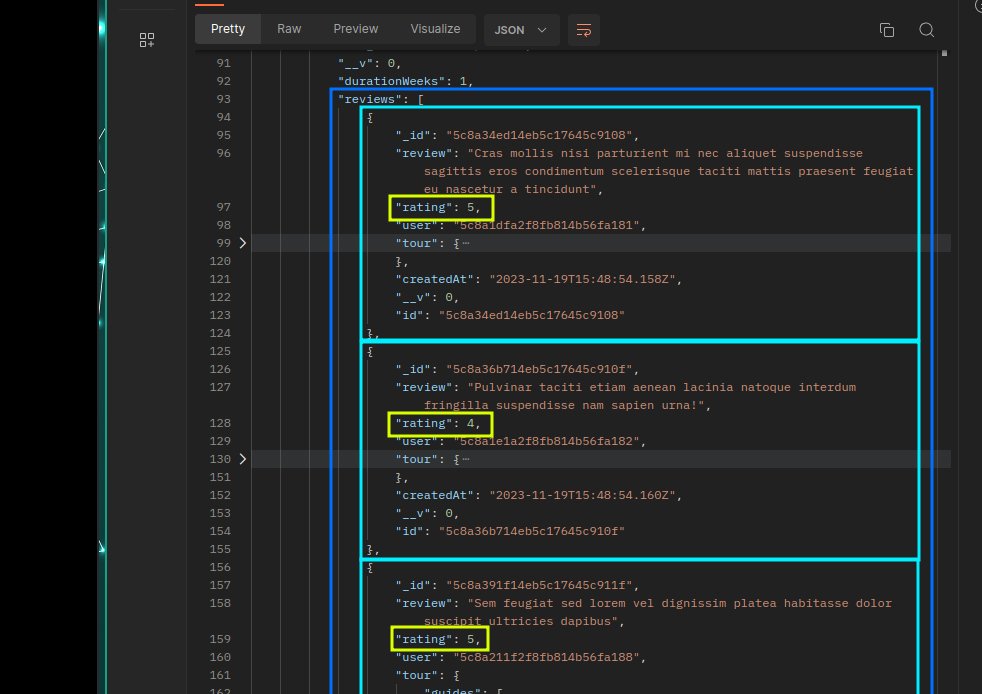 Pretty Raw Preview Visualize JSON
91 "__v": 0,
92 "durationWeeks": 1,
93 "reviews": [
94 {
95 "_id": "5c8a34ed14eb5c17645c9108",
96 "review": "Cras mollis nisi parturient mi nec aliquet suspendisse
sagittis eros condimentum scelerisque taciti mattis praesent feugiat
eu nascetur a tincidunt",
97 "rating": 5,
98 "user": "5c8a1dfa2f8fb814b56fa181",
99 "tour": {⋯
120 },
121 "createdAt": "2023-11-19T15:48:54.158Z",
122 "__v": 0,
123 "id": "5c8a34ed14eb5c17645c9108"
124 },
125 {
126 "_id": "5c8a36b714eb5c17645c910f",
127 "review": "Pulvinar taciti etiam aenean lacinia natoque interdum
fringilla suspendisse nam sapien urna!",
128 "rating": 4,
129 "user": "5c8a1e1a2f8fb814b56fa182",
130 "tour": {⋯
151 },
152 "createdAt": "2023-11-19T15:48:54.160Z",
153 "__v": 0,
154 "id": "5c8a36b714eb5c17645c910f"
155 },
156 {
157 "_id": "5c8a391f14eb5c17645c911f",
158 "review": "Sem feugiat sed lorem vel dignissim platea habitasse dolor
suscipit ultricies dapibus",
159 "rating": 5,
160 "user": "5c8a211f2f8fb814b56fa188",
161 "tour": {
162 "guides": [